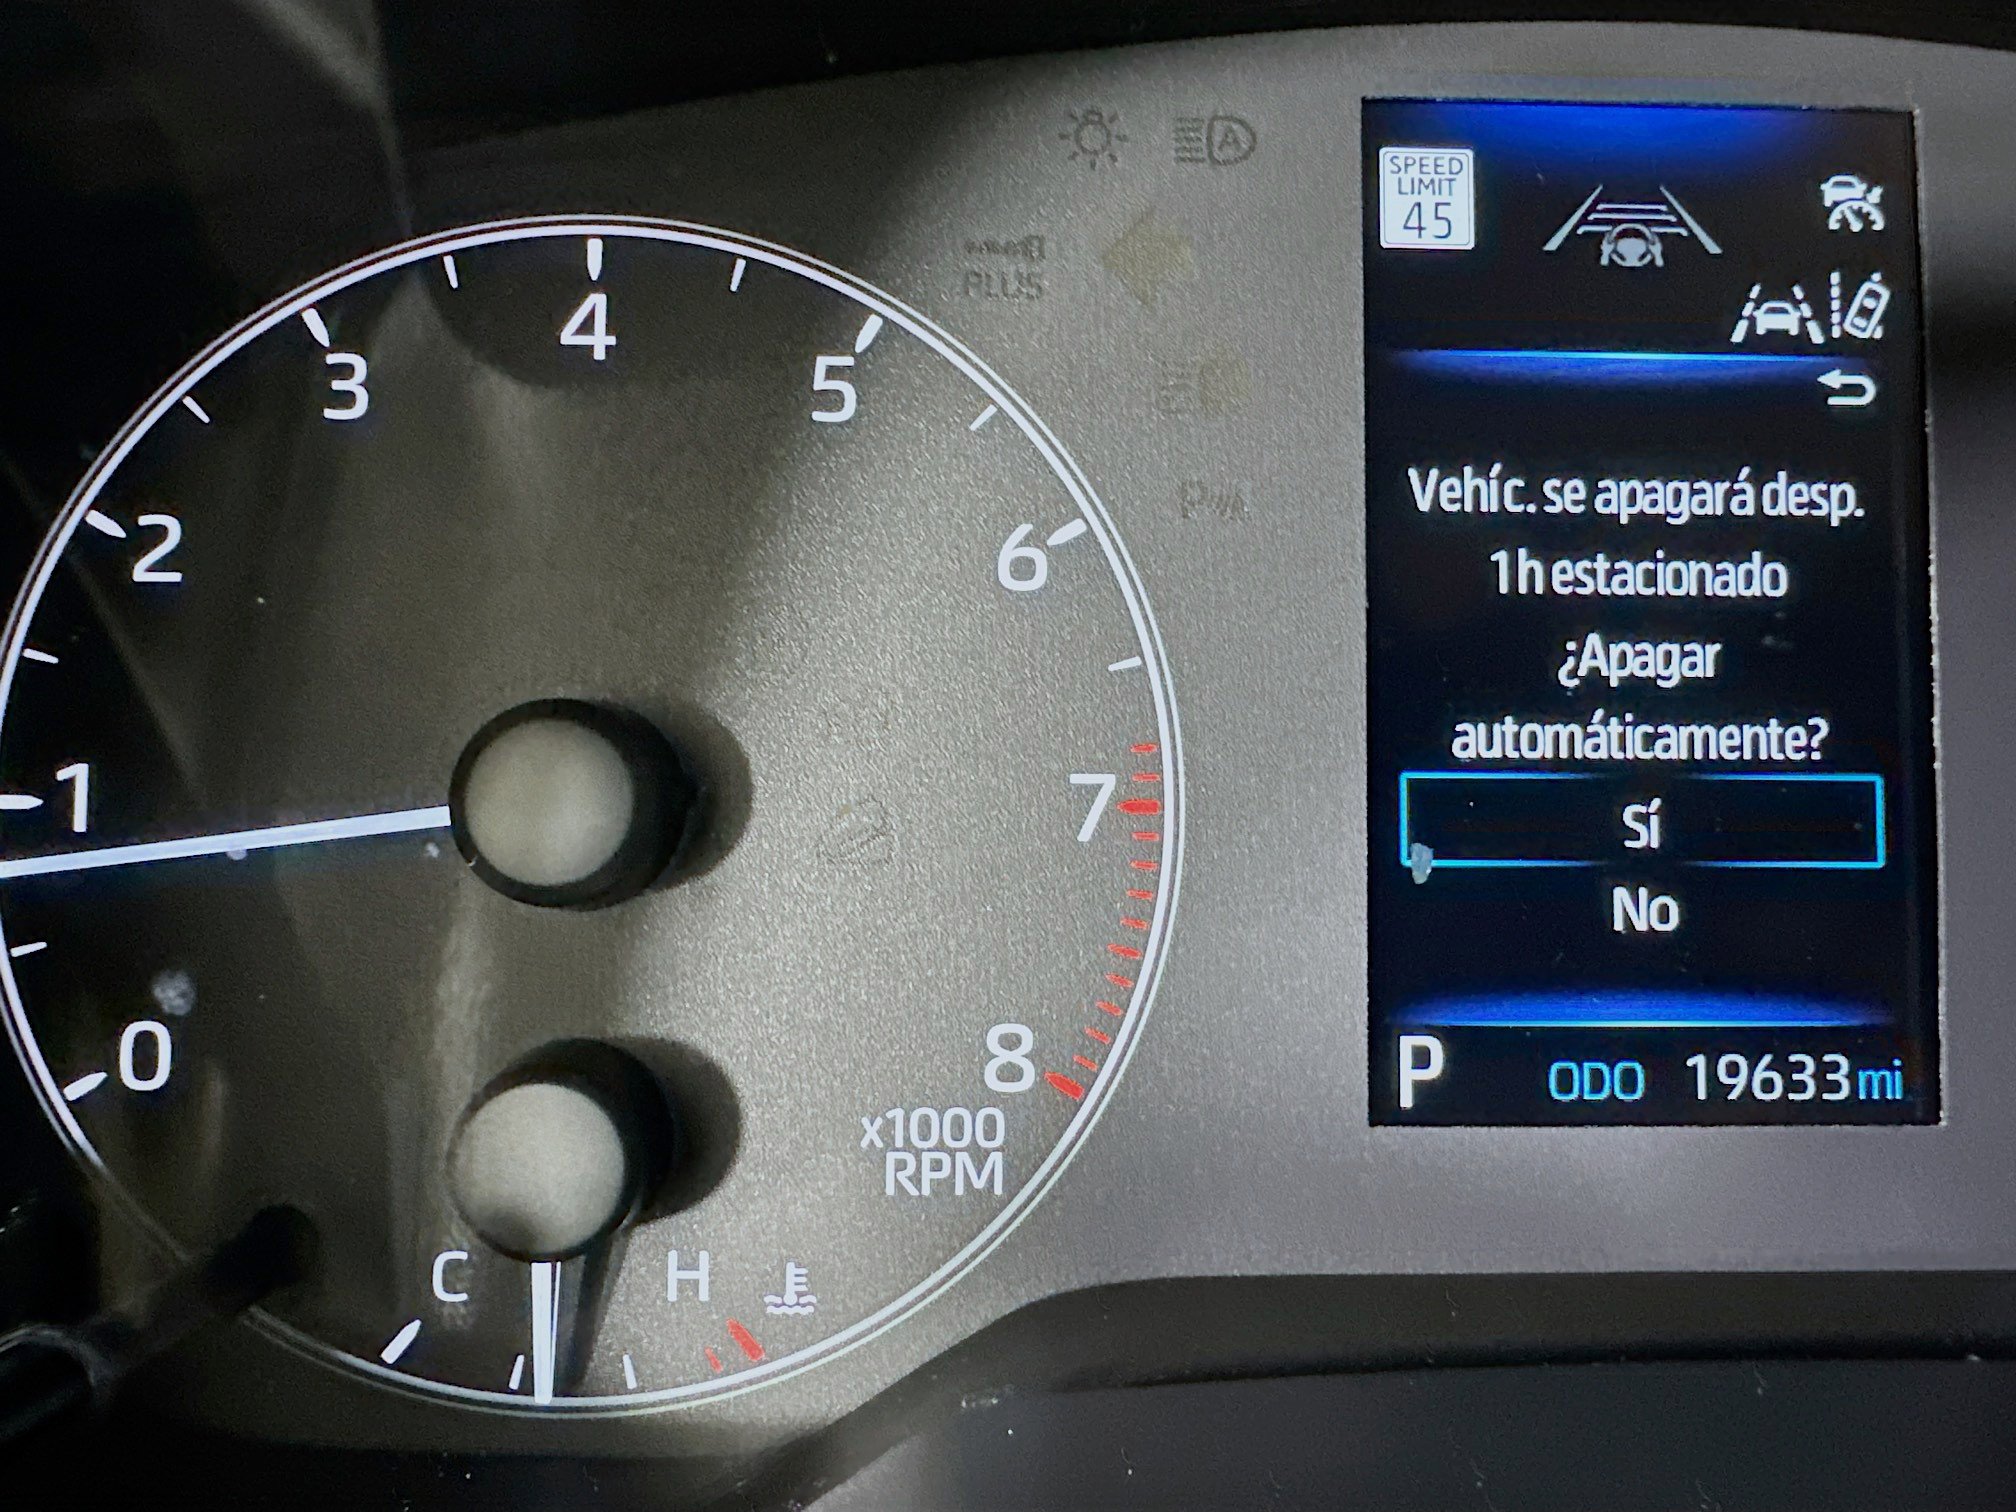 SPEED
LIMIT
45
Vehíc. se apagará desp.
1 h estacionado
¿Apagar
automáticamente?
Sí
No
P ODO 19633 mi
0
1
2
3
4
5
6
7
8
x1000
RPM
C H
PLUS
A